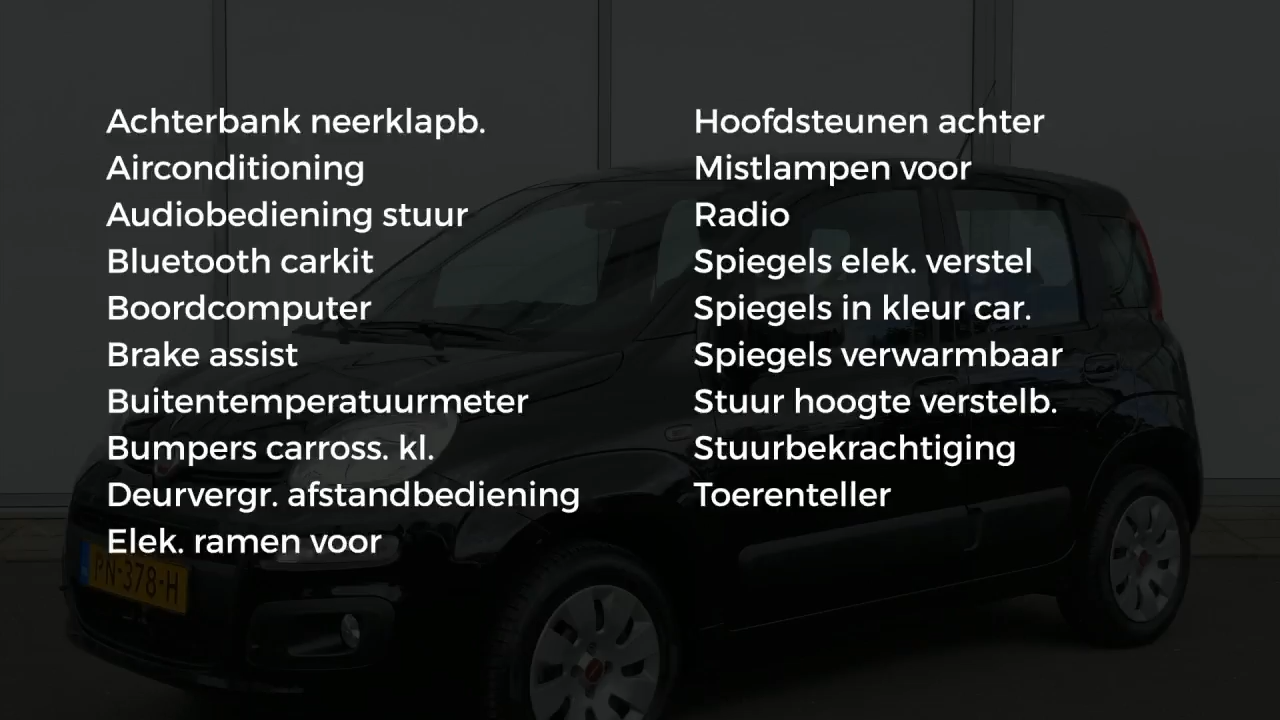 Achterbank neerklapb.
Airconditioning
Audiobediening stuur
Bluetooth carkit
Boordcomputer
Brake assist
Buitentemperatuurmeter
Bumpers carross. kl.
Deurvergr. afstandbediening
Elek. ramen voor
Hoofdsteunen achter
Mistlampen voor
Radio
Spiegels elek. verstel
Spiegels in kleur car.
Spiegels verwarmbaar
Stuur hoogte verstelb.
Stuurbekrachtiging
Toerenteller
PN-378-H